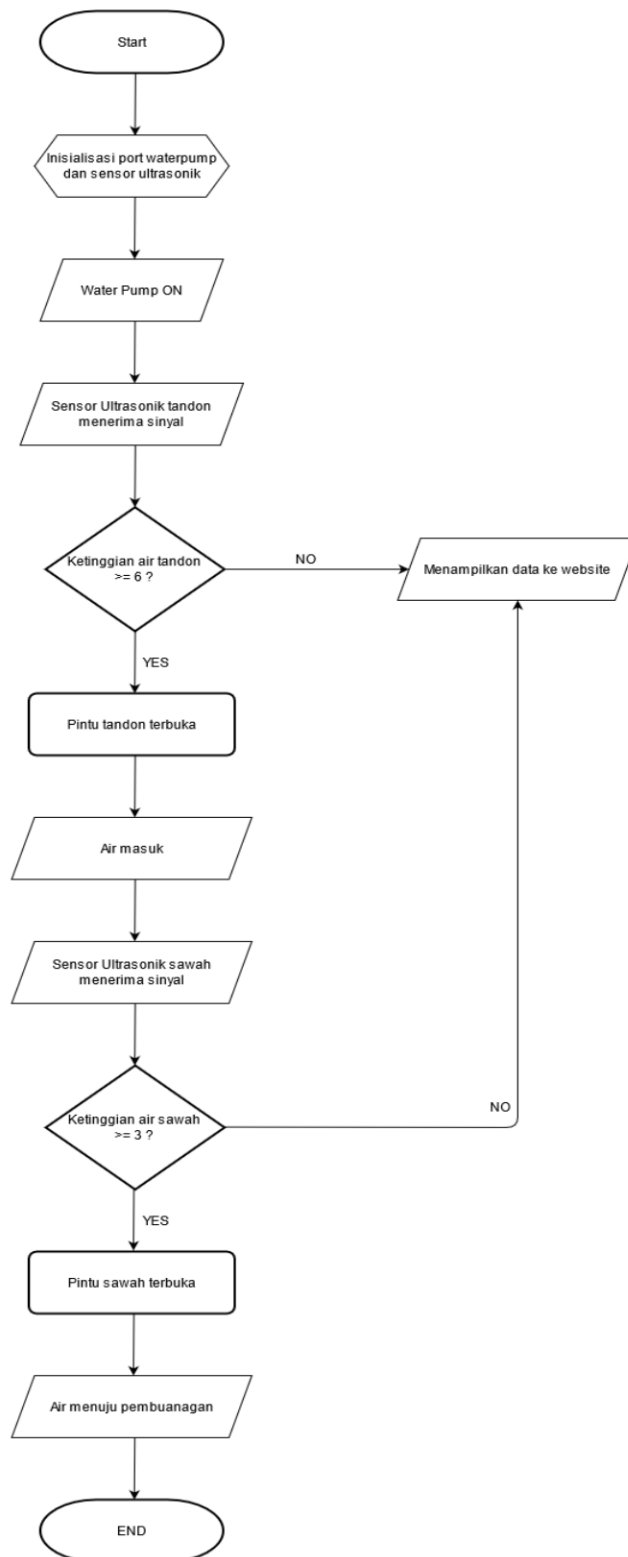 Start
Inisialisasi port waterpump
dan sensor ultrasonik
Water Pump ON
Sensor Ultrasonik tandon
menerima sinyal
Ketinggian air tandon
>= 6 ?
NO
Menampilkan data ke website
YES
Pintu tandon terbuka
Air masuk
Sensor Ultrasonik sawah
menerima sinyal
Ketinggian air sawah
>= 3 ?
NO
YES
Pintu sawah terbuka
Air menuju pembuanagan
END